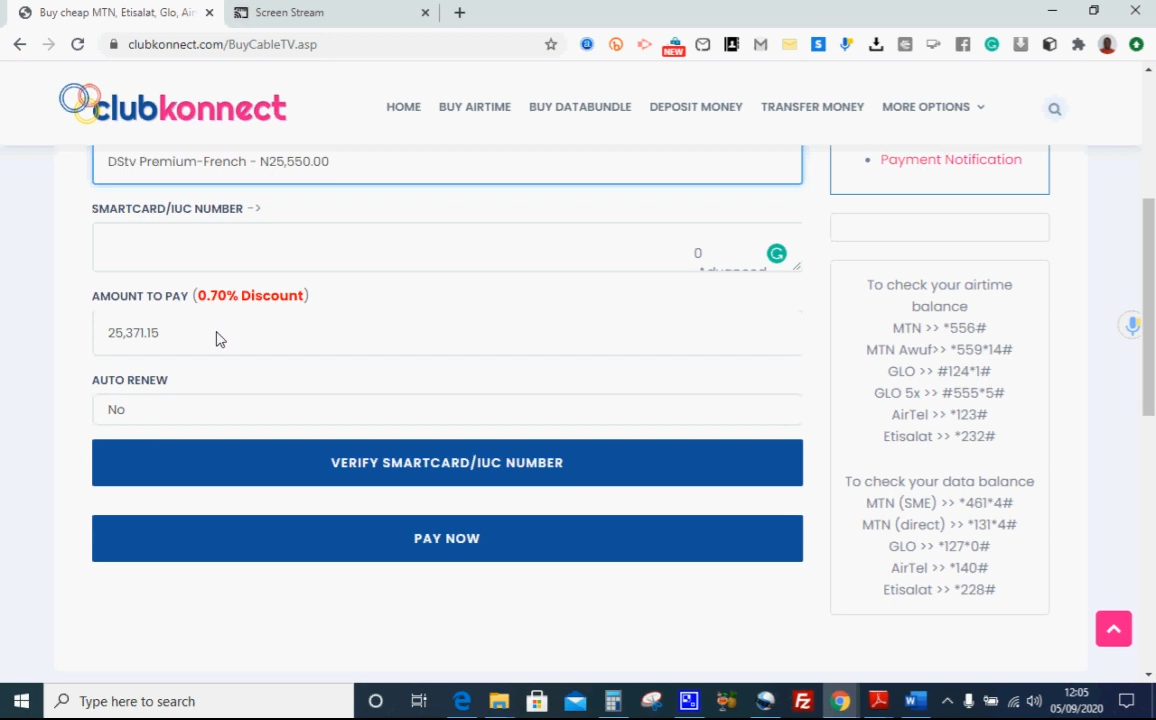 Buy cheap MTN, Etisalat, Glo, Air
Screen Stream
clubkonnect.com/BuyCableTV.asp
NEW
clubkonnect
HOME
BUY AIRTIME
BUY DATABUNDLE
DEPOSIT MONEY
TRANSFER MONEY
MORE OPTIONS
DStv Premium-French - N25,550.00
Payment Notification
SMARTCARD/IUC NUMBER ->
0
Advanced
AMOUNT TO PAY (0.70% Discount)
25,371.15
AUTO RENEW
No
VERIFY SMARTCARD/IUC NUMBER
PAY NOW
To check your airtime
balance
MTN >> *556#
MTN Awuf>> *559*14#
GLO >> #124*1#
GLO 5x >> #555*5#
AirTel >> *123#
Etisalat >> *232#
To check your data balance
MTN (SME) >> *461*4#
MTN (direct) >> *131*4#
GLO >> *127*0#
AirTel >> *140#
Etisalat >> *228#
Type here to search
12:05
05/09/2020